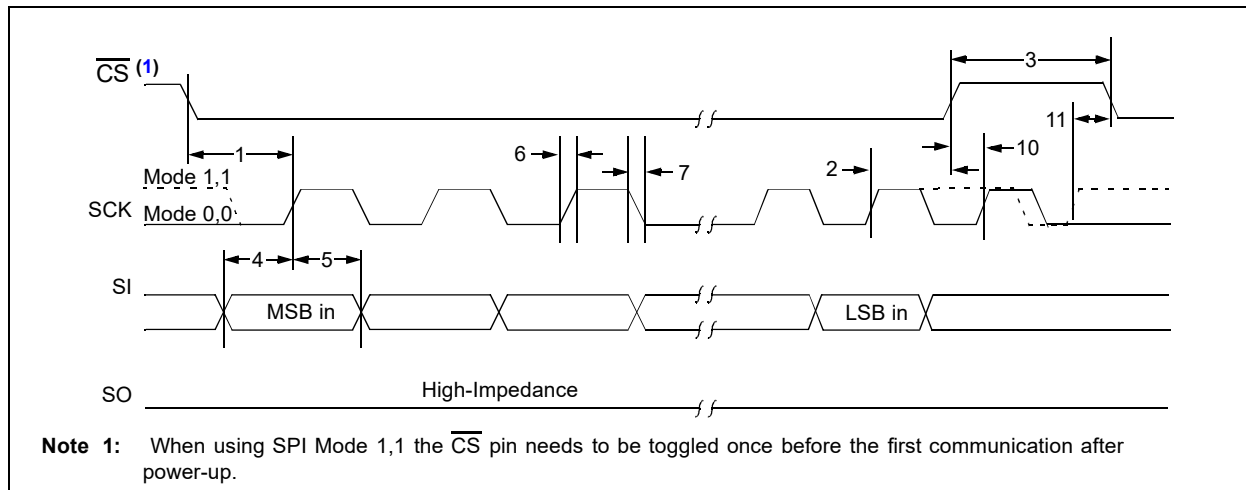 CS (1)
3
11
1
6
7
2
10
Mode 1,1
SCK
Mode 0,0
4
5
SI
MSB in
LSB in
SO
High-Impedance
Note 1: When using SPI Mode 1,1 the CS pin needs to be toggled once before the first communication after
power-up.